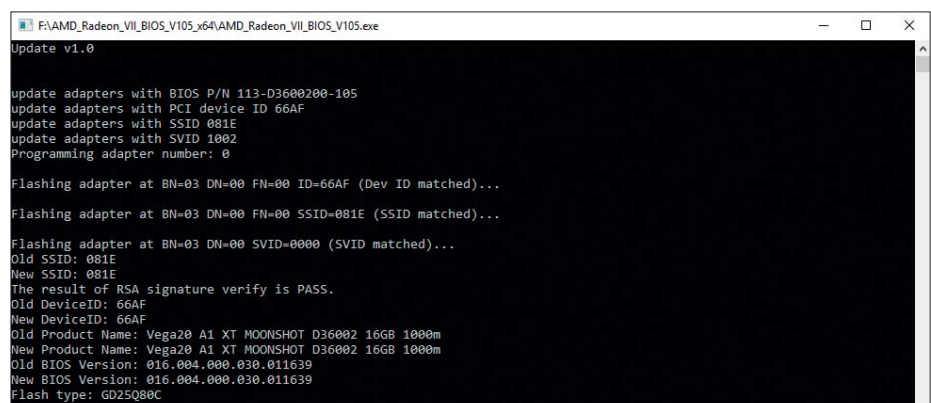 F:\AMD_Radeon_VII_BIOS_V105_x64\AMD_Radeon_VII_BIOS_V105.exe
Update v1.0
update adapters with BIOS P/N 113-D3600200-105
update adapters with PCI device ID 66AF
update adapters with SSID 081E
update adapters with SVID 1002
Programming adapter number: 0
Flashing adapter at BN=03 DN=00 FN=00 ID=66AF (Dev ID matched)...
Flashing adapter at BN=03 DN=00 FN=00 SSID=081E (SSID matched)...
Flashing adapter at BN=03 DN=00 SVID=0000 (SVID matched)...
Old SSID: 081E
New SSID: 081E
The result of RSA signature verify is PASS.
Old DeviceID: 66AF
New DeviceID: 66AF
Old Product Name: Vega20 A1 XT MOONSHOT D36002 16GB 1000m
New Product Name: Vega20 A1 XT MOONSHOT D36002 16GB 1000m
Old BIOS Version: 016.004.000.030.011639
New BIOS Version: 016.004.000.030.011639
Flash type: GD25Q80C